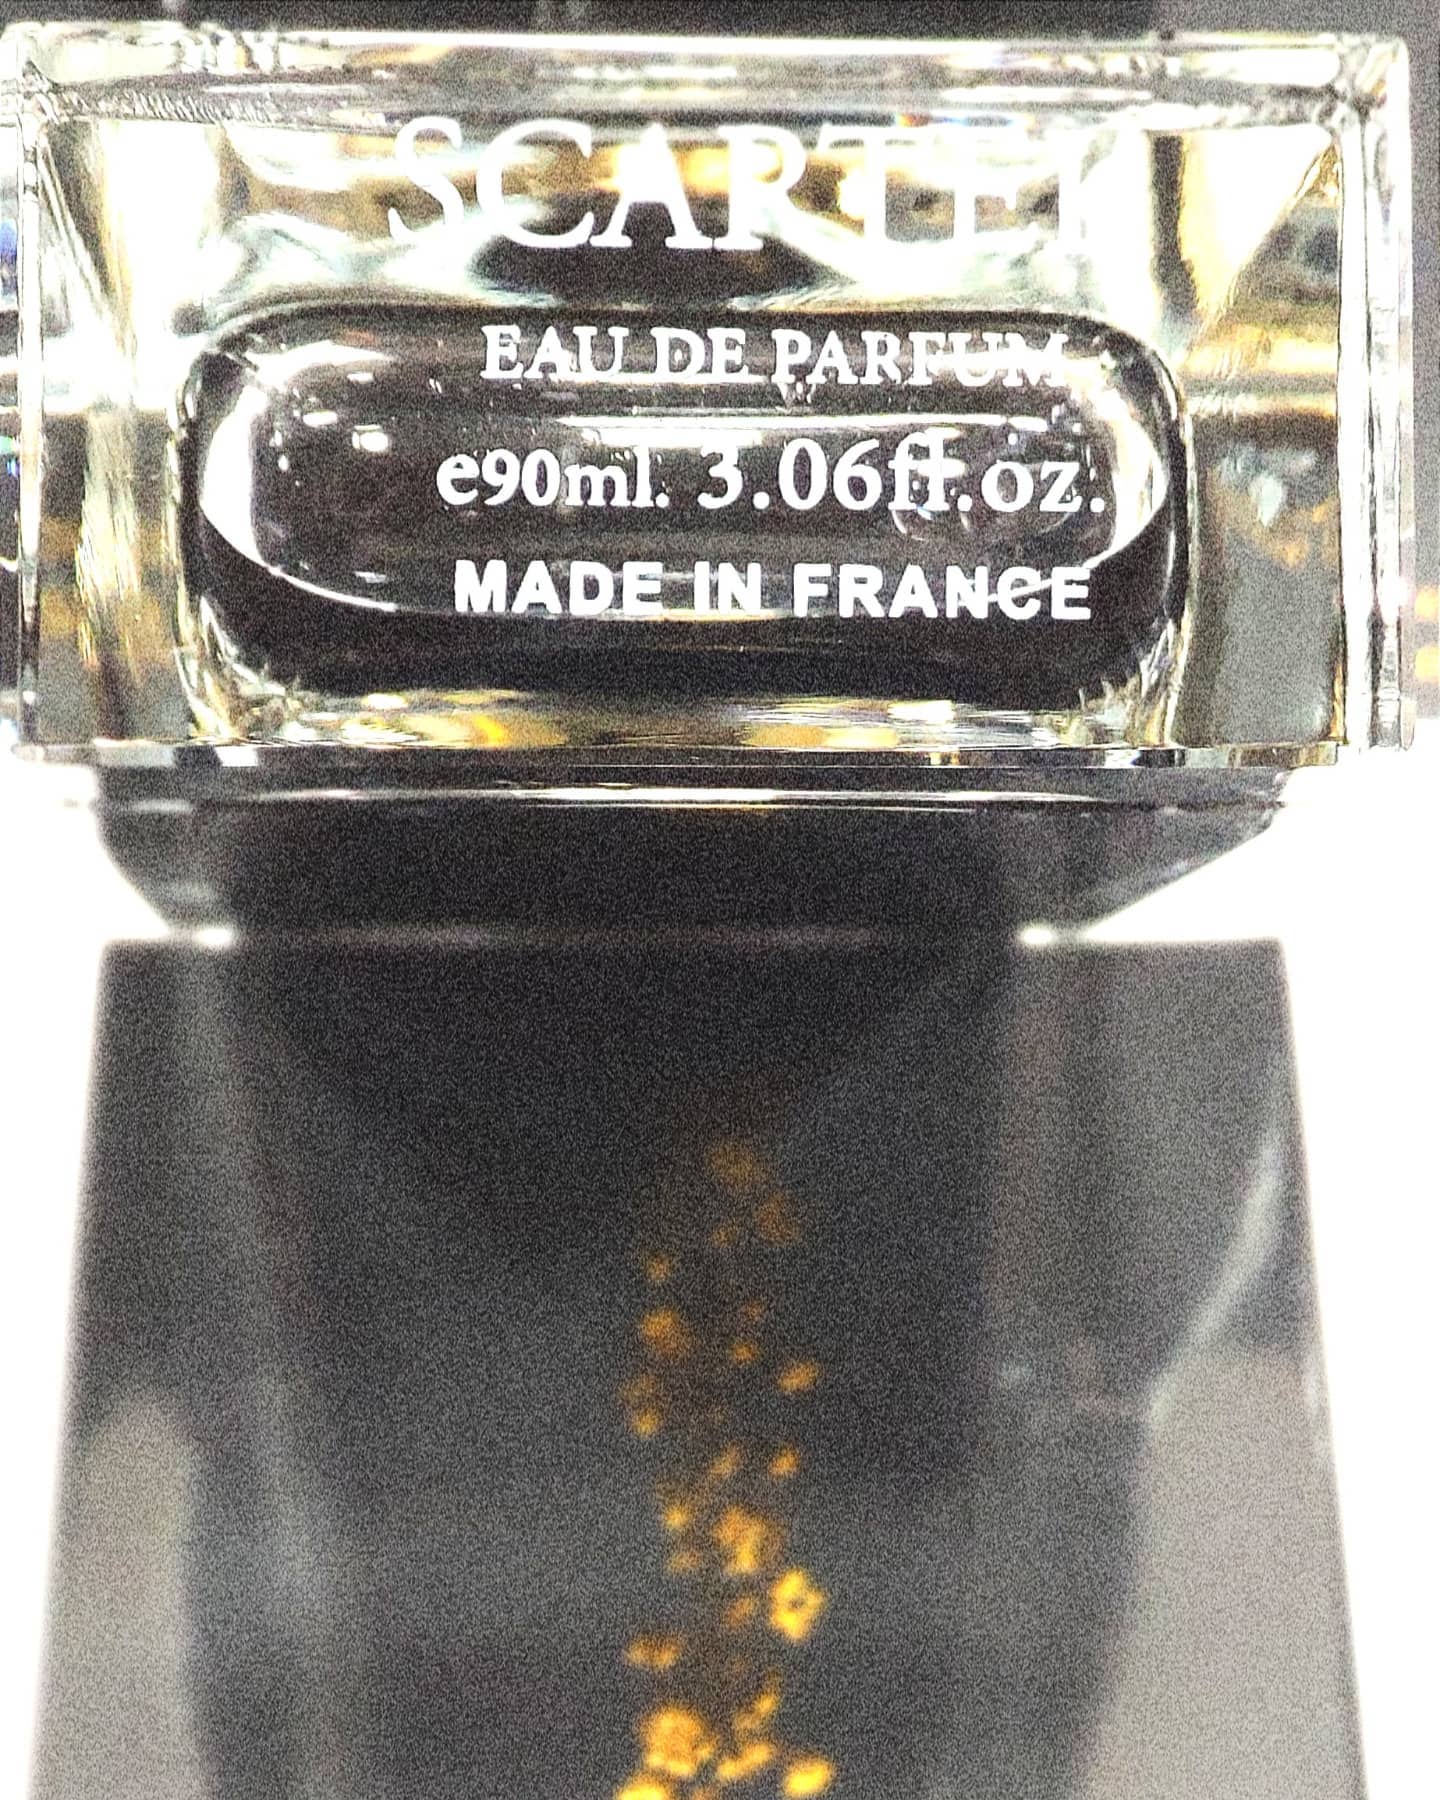 SCARTEL
EAU DE PARFUM
e90ml. 3.06fl.oz.
MADE IN FRANCE